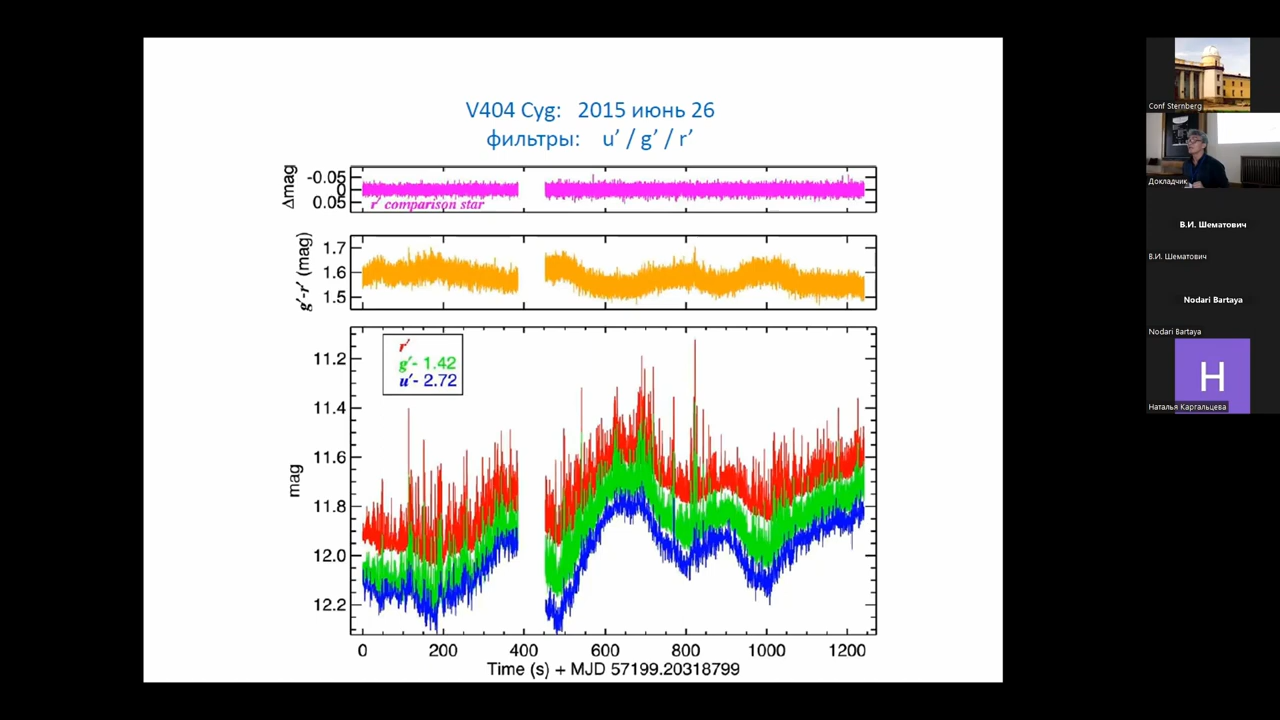 V404 Cyg: 2015 июнь 26
фильтры: u′ / g′ / r′
Δmag
-0.05
0
0.05
r′ comparison star
g′-r′ (mag)
1.7
1.6
1.5
r′
g′- 1.42
u′- 2.72
mag
11.2
11.4
11.6
11.8
12.0
12.2
0 200 400 600 800 1000 1200
Time (s) + MJD 57199.20318799
Conf Sternberg
Докладчик
В.И. Шематович
В.И. Шематович
Nodari Bartaya
Nodari Bartaya
Н
Наталья Каргальцева